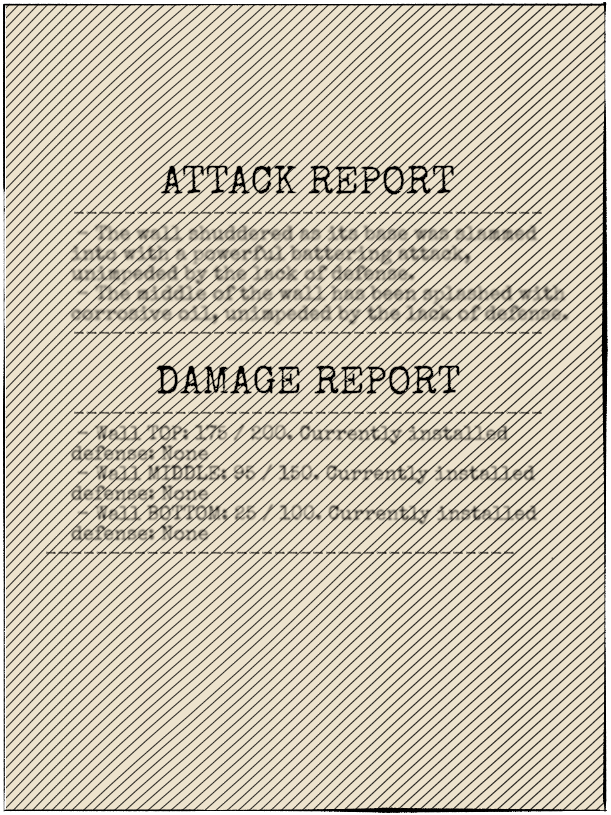 ATTACK REPORT
- The wall shuddered as its base was slammed
into with a powerful battering attack,
unimpeded by the lack of defense.
- The middle of the wall has been splashed with
corrosive oil, unimpeded by the lack of defense.
DAMAGE REPORT
- Wall TOP: 175 / 200. Currently installed
defense: None
- Wall MIDDLE: 95 / 150. Currently installed
defense: None
- Wall BOTTOM: 25 / 100. Currently installed
defense: None